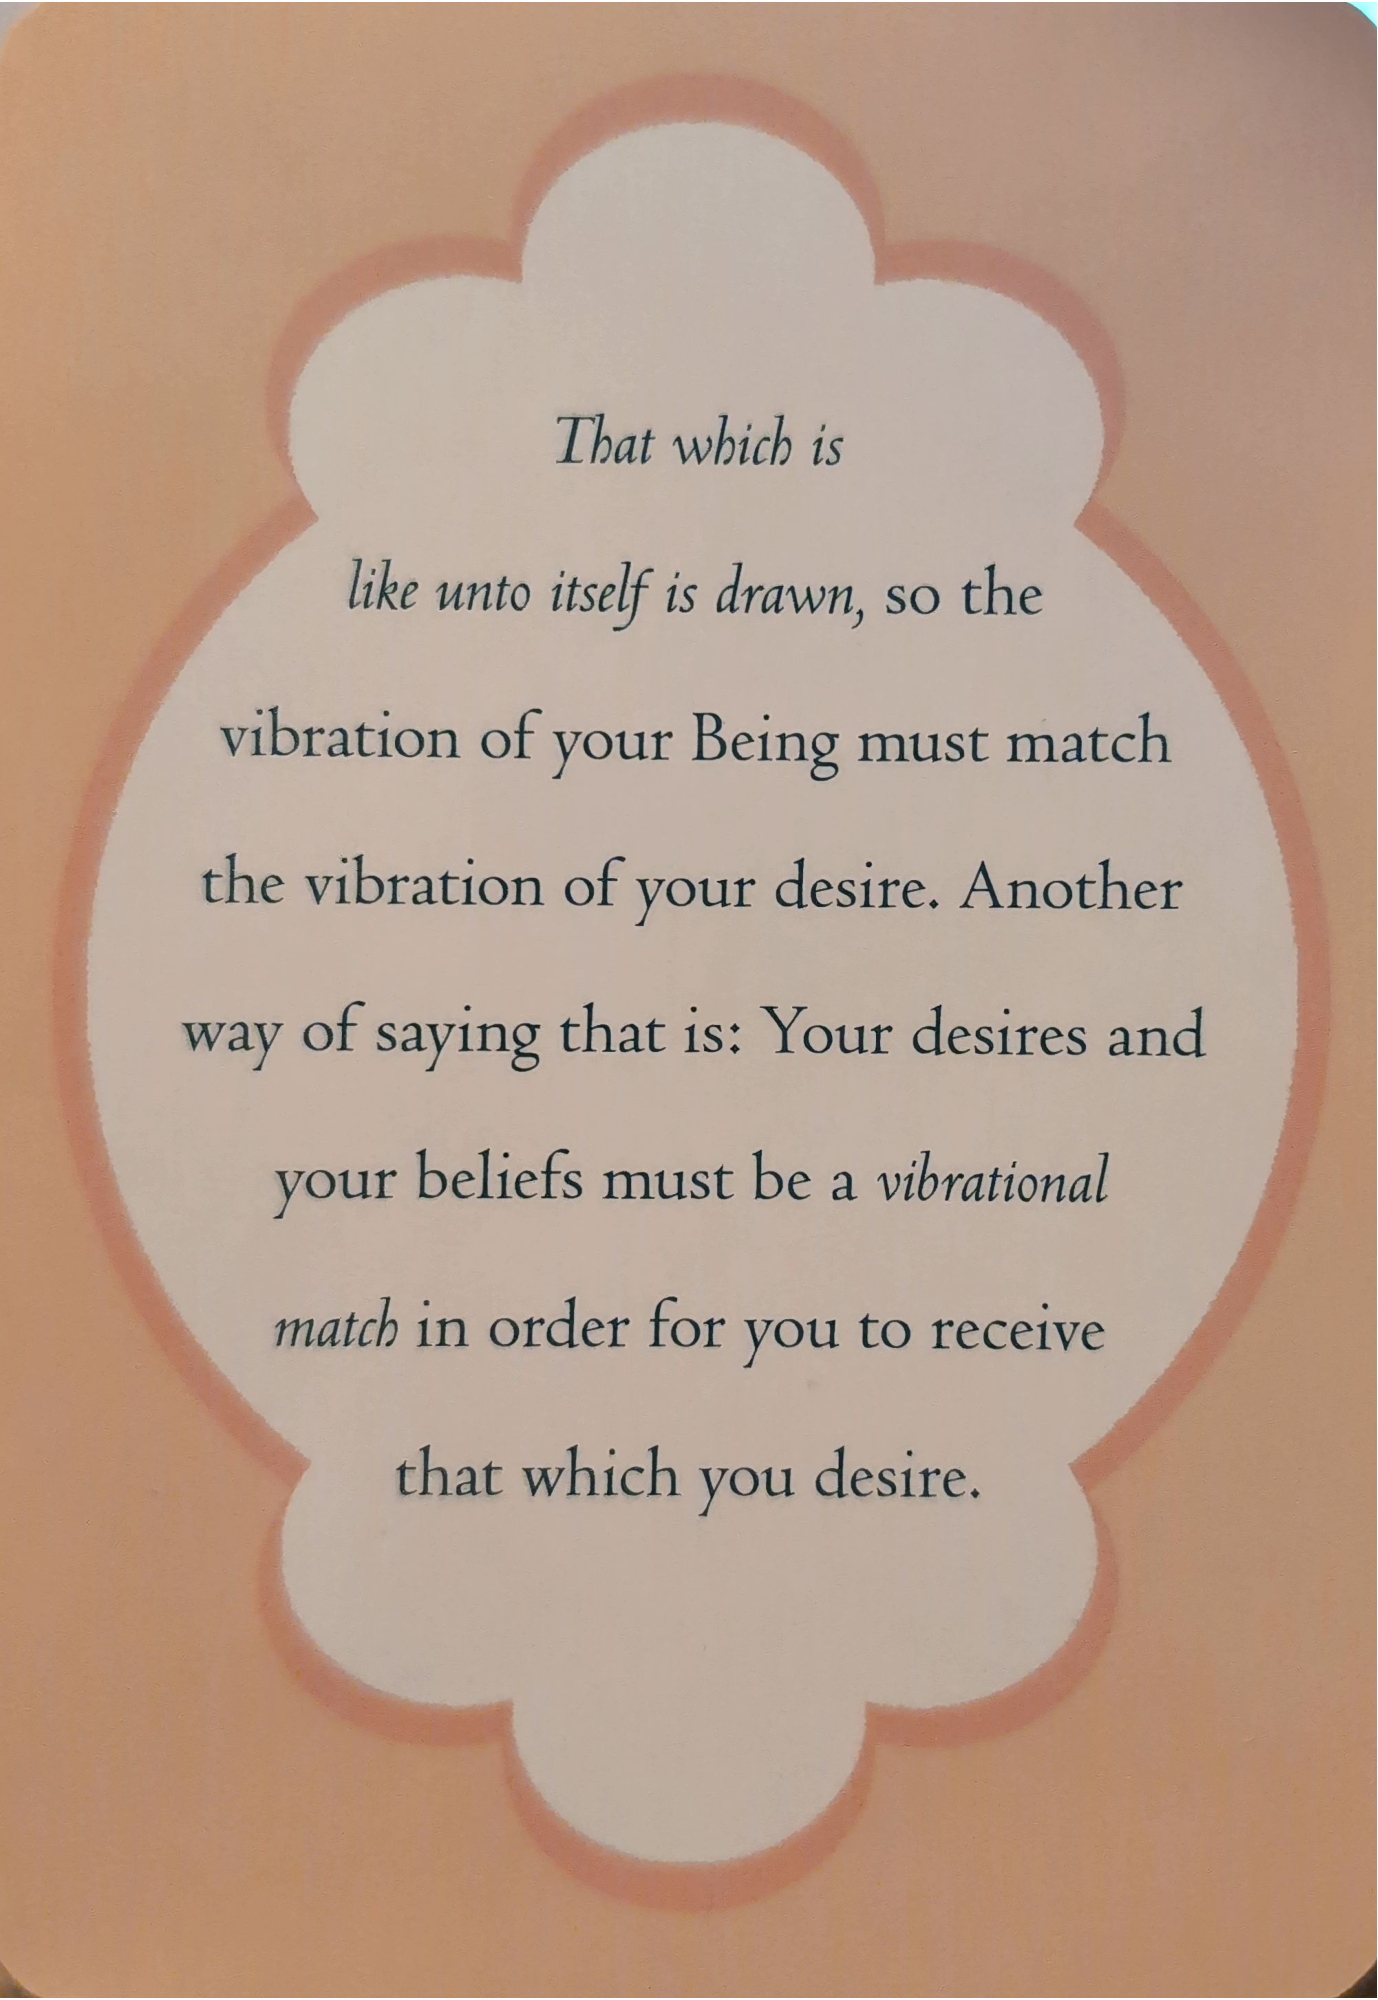 That which is
like unto itself is drawn, so the
vibration of your Being must match
the vibration of your desire. Another
way of saying that is: Your desires and
your beliefs must be a vibrational
match in order for you to receive
that which you desire.